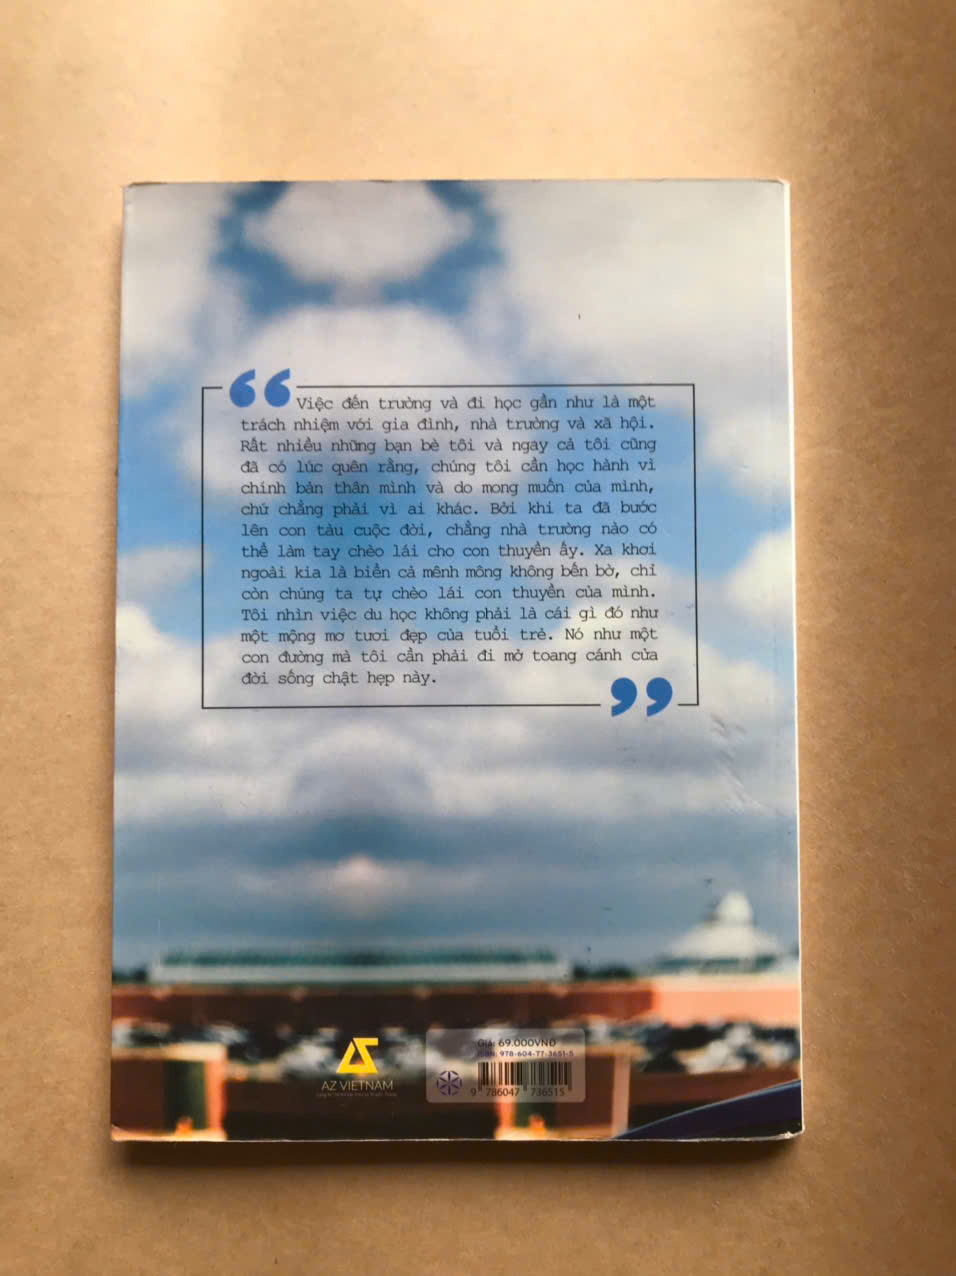 Việc đến trường và đi học gần như là một
trách nhiệm với gia đình, nhà trường và xã hội.
Rất nhiều những bạn bè tôi và ngay cả tôi cũng
đã có lúc quên rằng, chúng tôi cần học hành vì
chính bản thân mình và do mong muốn của mình,
chứ chẳng phải vì ai khác. Bởi khi ta đã bước
lên con tàu cuộc đời, chẳng nhà trường nào có
thể làm tay chèo lái cho con thuyền ấy. Xa khơi
ngoài kia là biển cả mênh mông không bến bờ, chỉ
còn chúng ta tự chèo lái con thuyền của mình.
Tôi nhìn việc du học không phải là cái gì đó như
một mộng mơ tươi đẹp của tuổi trẻ. Nó như một
con đường mà tôi cần phải đi mở toang cánh cửa
đời sống chật hẹp này.
AZ VIETNAM
Giá: 69.000VNĐ
ISBN: 978-604-77-3651-5
9 786047 736515